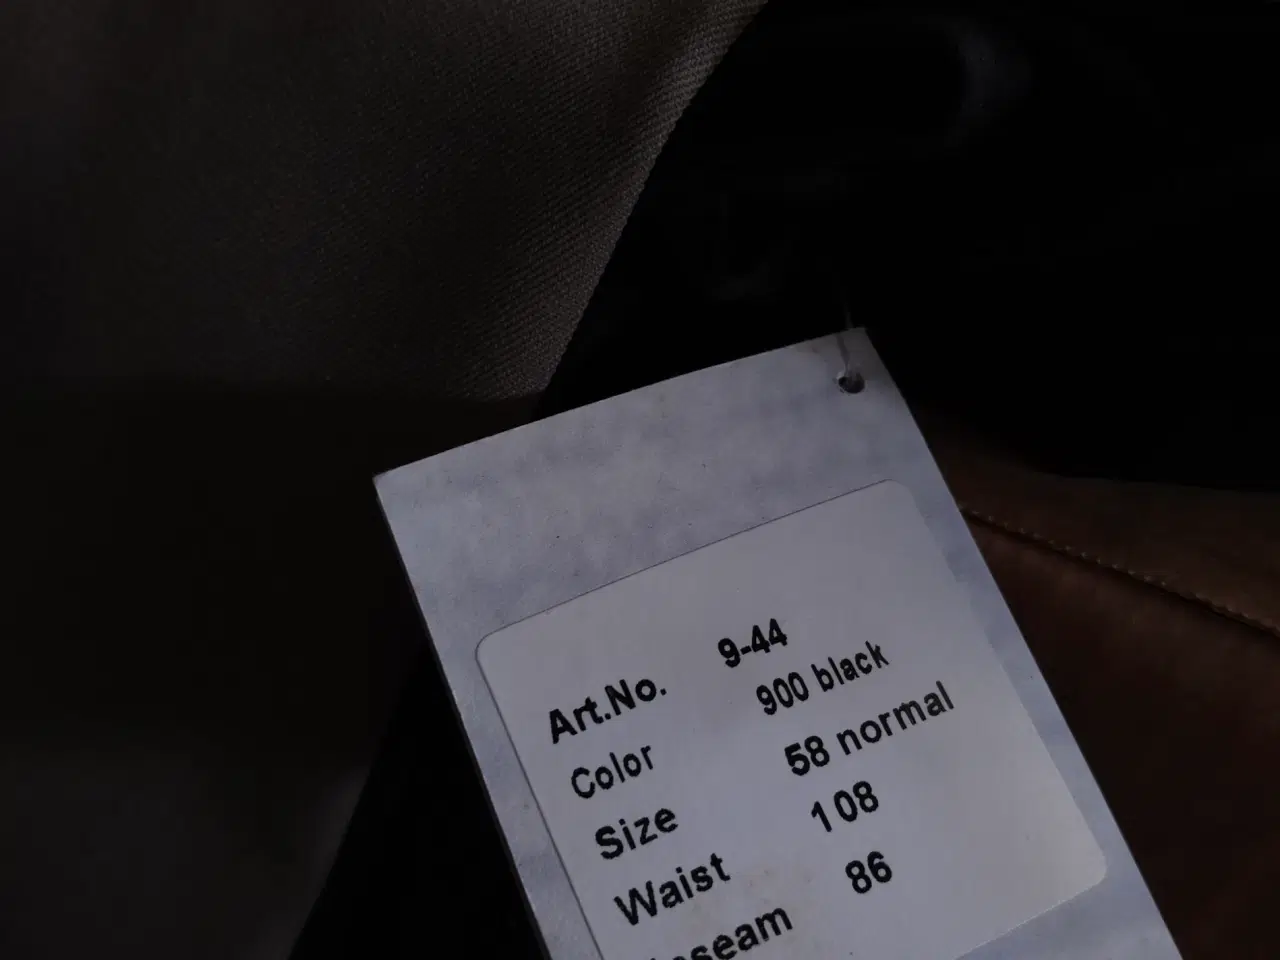 Art.No. 9-44
Color 900 black
Size 58 normal
Waist 108
86